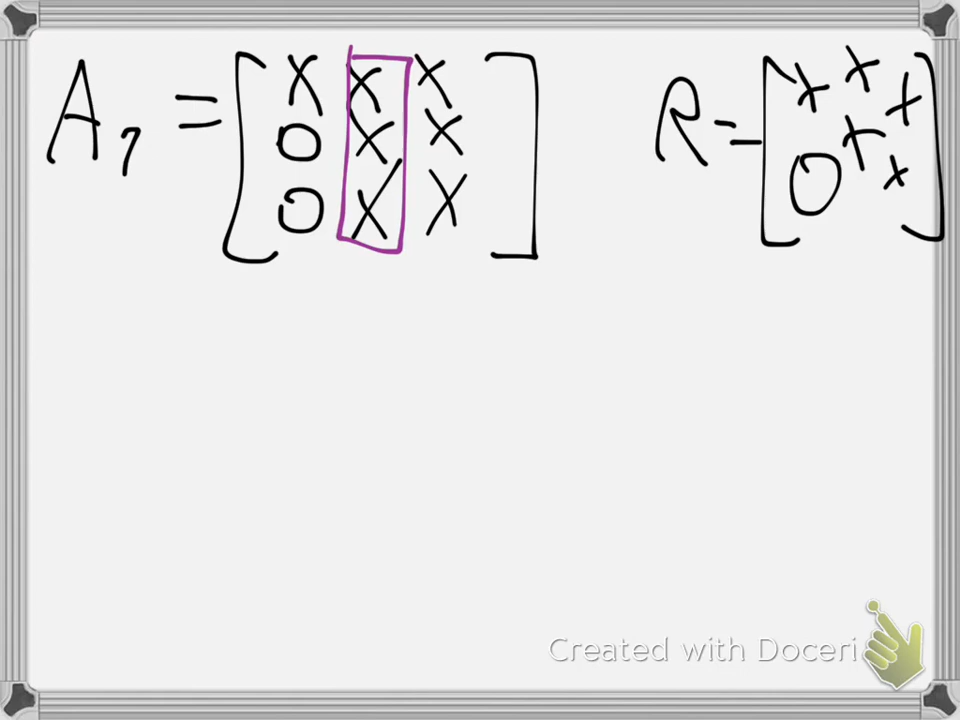 A₁ = [ X X X R = [ X X X
0 X X ] 0 X X ]
0 X X
Created with Doceri